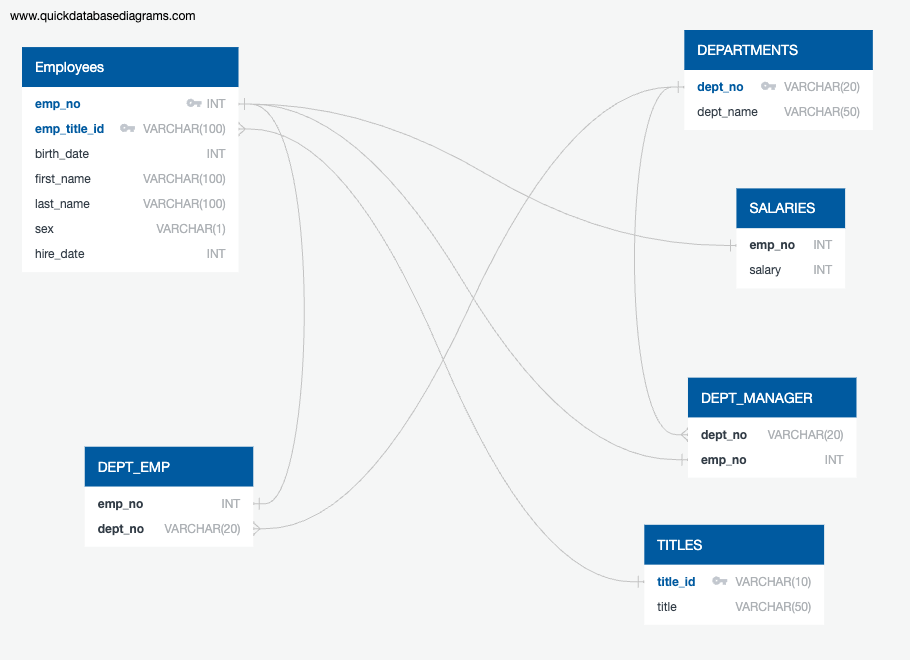 www.quickdatabasediagrams.com
Employees
emp_no INT
emp_title_id VARCHAR(100)
birth_date INT
first_name VARCHAR(100)
last_name VARCHAR(100)
sex VARCHAR(1)
hire_date INT
DEPARTMENTS
dept_no VARCHAR(20)
dept_name VARCHAR(50)
SALARIES
emp_no INT
salary INT
DEPT_MANAGER
dept_no VARCHAR(20)
emp_no INT
DEPT_EMP
emp_no INT
dept_no VARCHAR(20)
TITLES
title_id VARCHAR(10)
title VARCHAR(50)